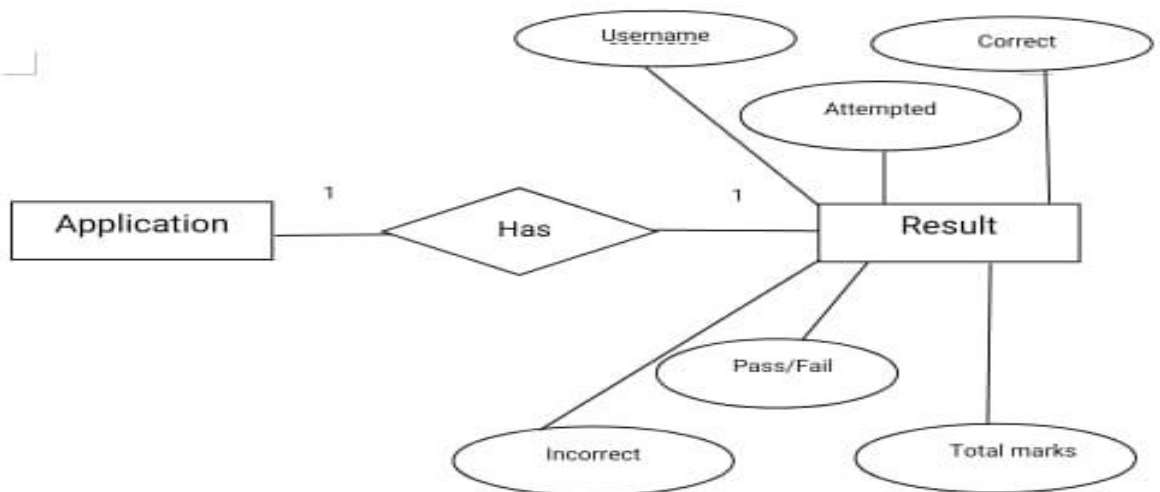 Username
Correct
Attempted
1
1
Application
Has
Result
Pass/Fail
Incorrect
Total marks